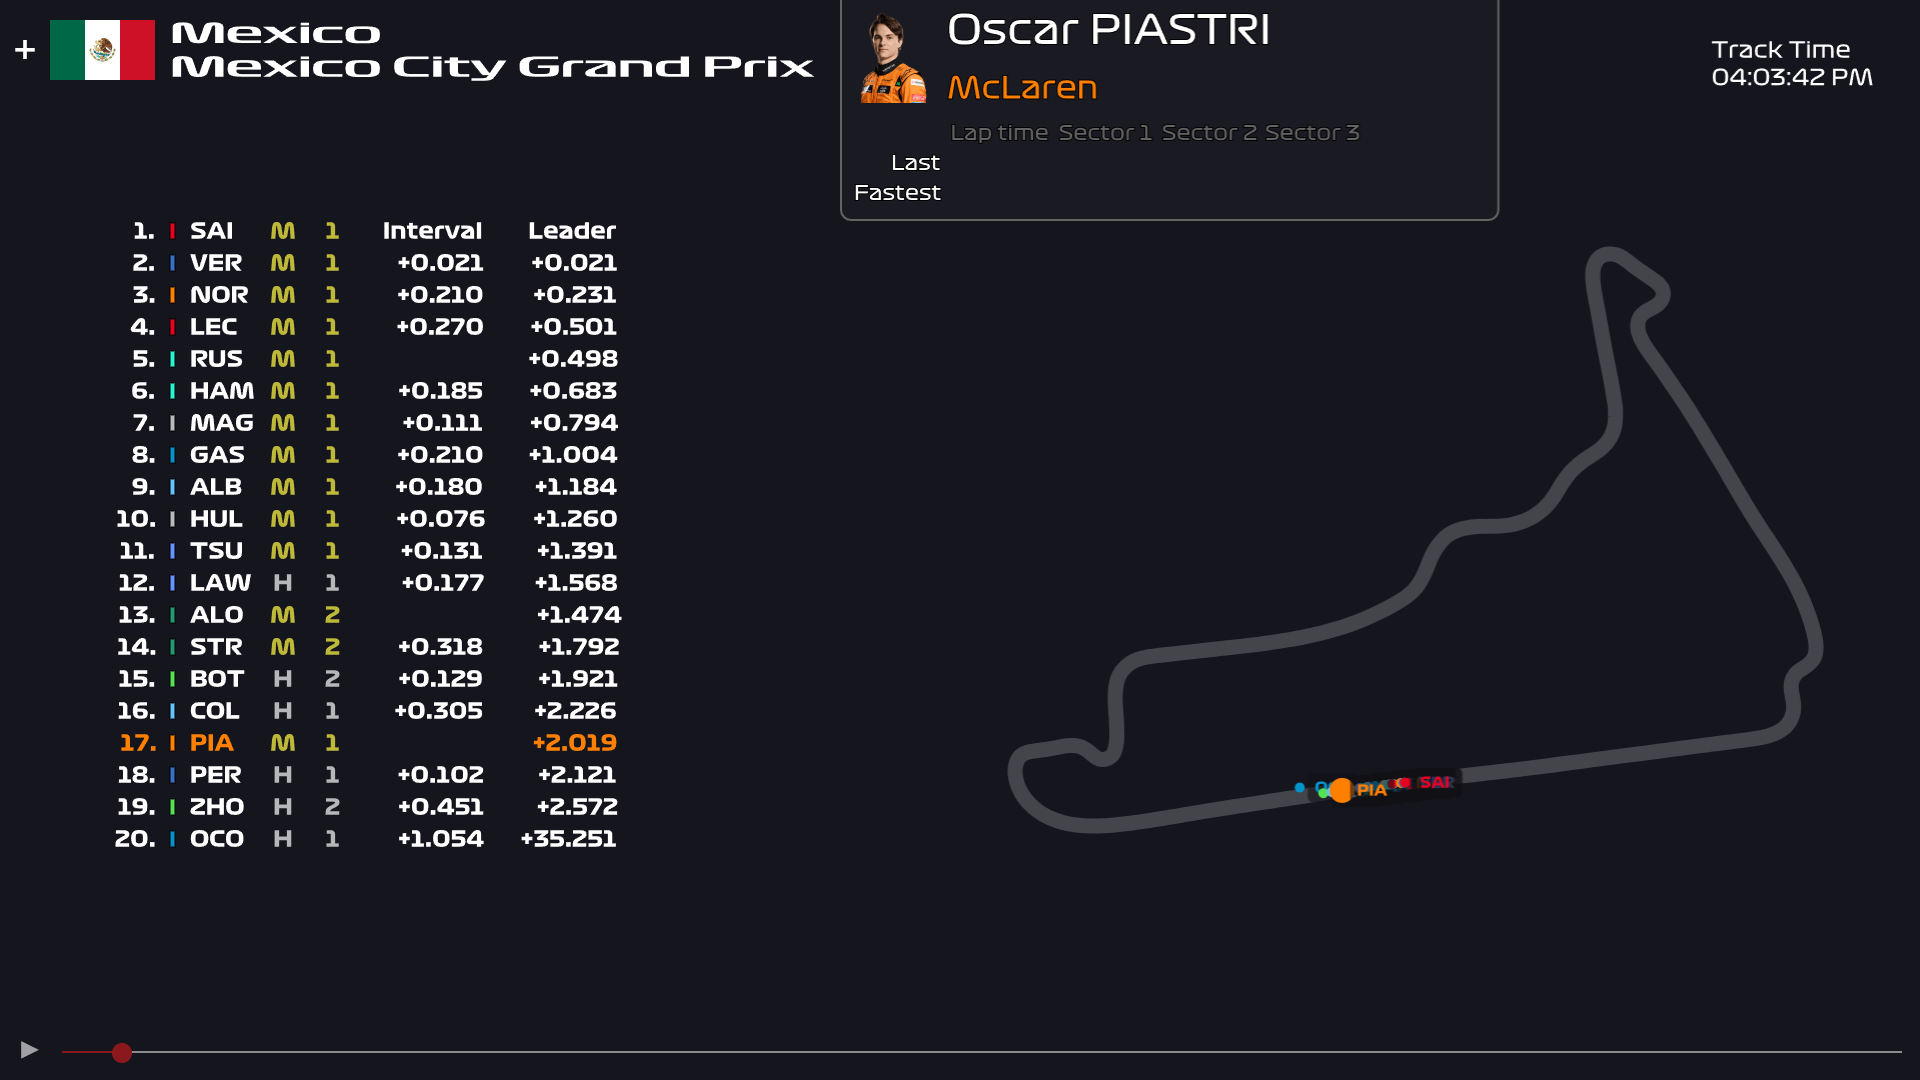 + Mexico
Mexico City Grand Prix
Oscar PIASTRI
McLaren
Lap time Sector 1 Sector 2 Sector 3
Last
Fastest
Track Time
04:03:42 PM
1. SAI M 1 Interval Leader
2. VER M 1 +0.021 +0.021
3. NOR M 1 +0.210 +0.231
4. LEC M 1 +0.270 +0.501
5. RUS M 1 +0.498
6. HAM M 1 +0.185 +0.683
7. MAG M 1 +0.111 +0.794
8. GAS M 1 +0.210 +1.004
9. ALB M 1 +0.180 +1.184
10. HUL M 1 +0.076 +1.260
11. TSU M 1 +0.131 +1.391
12. LAW H 1 +0.177 +1.568
13. ALO M 2 +1.474
14. STR M 2 +0.318 +1.792
15. BOT H 2 +0.129 +1.921
16. COL H 1 +0.305 +2.226
17. PIA M 1 +2.019
18. PER H 1 +0.102 +2.121
19. ZHO H 2 +0.451 +2.572
20. OCO H 1 +1.054 +35.251
PIA
SAI